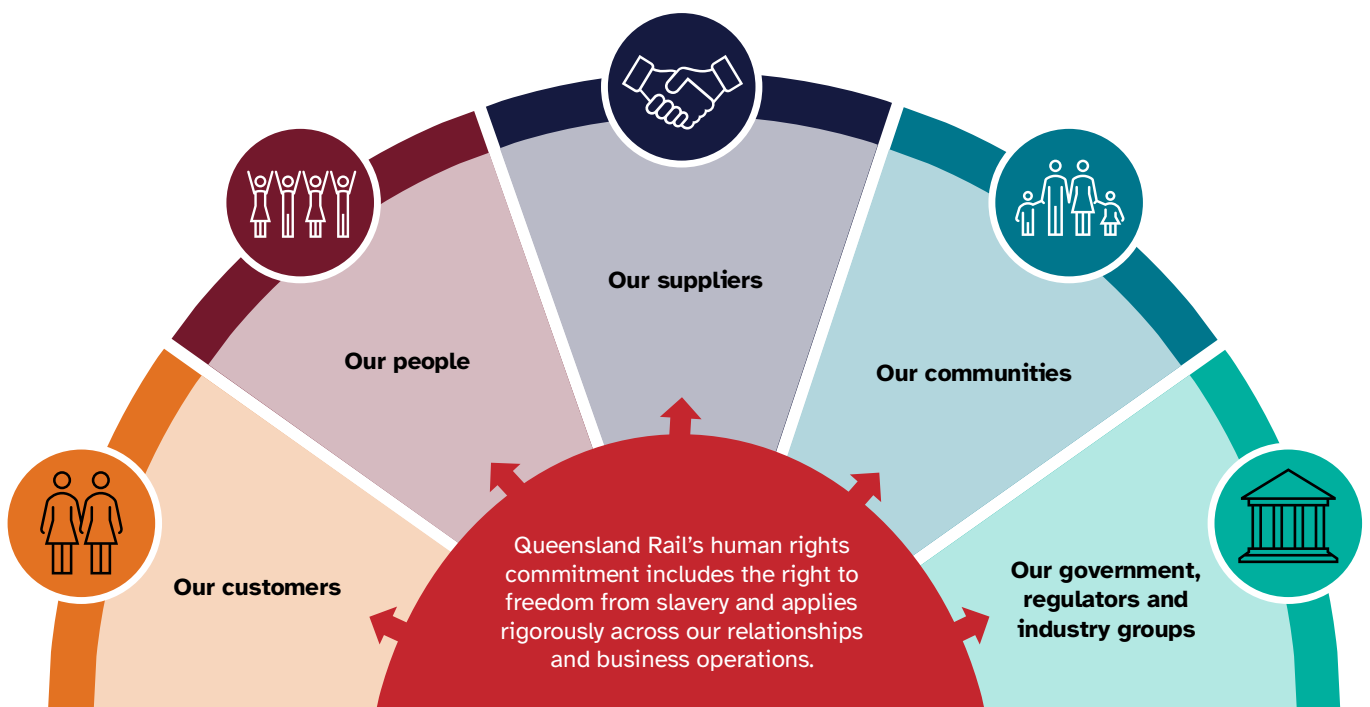 Our suppliers
Our people
Our communities
Our customers
Our government,
regulators and
industry groups
Queensland Rail’s human rights
commitment includes the right to
freedom from slavery and applies
rigorously across our relationships
and business operations.